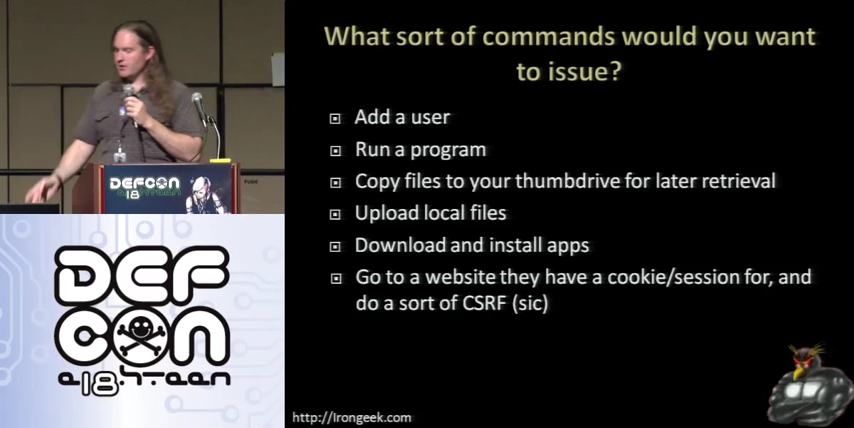 What sort of commands would you want
to issue?
Add a user
Run a program
Copy files to your thumbdrive for later retrieval
Upload local files
Download and install apps
Go to a website they have a cookie/session for, and
do a sort of CSRF (sic)
http://Irongeek.com
DEFCON
18
PUSH
DEF
CON
e18hteen